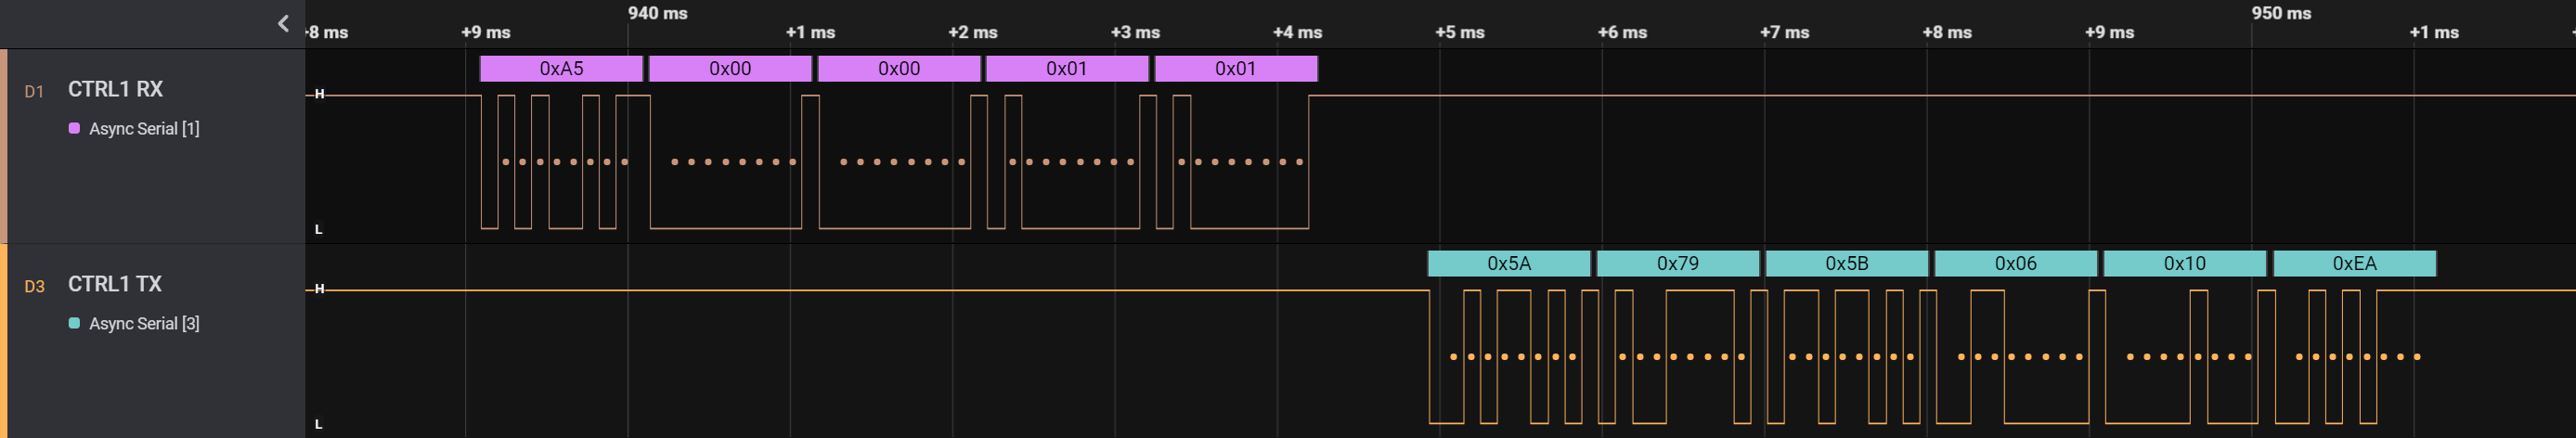 940 ms 950 ms
+8 ms +9 ms +1 ms +2 ms +3 ms +4 ms +5 ms +6 ms +7 ms +8 ms +9 ms +1 ms
0xA5 0x00 0x00 0x01 0x01
D1 CTRL1 RX H
Async Serial [1]
L
0x5A 0x79 0x5B 0x06 0x10 0xEA
D3 CTRL1 TX H
Async Serial [3]
L